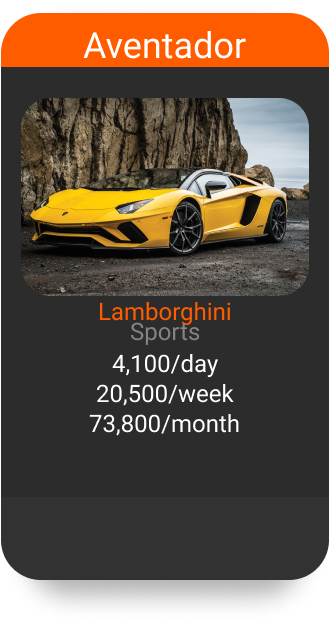 Aventador
Lamborghini
Sports
4,100/day
20,500/week
73,800/month